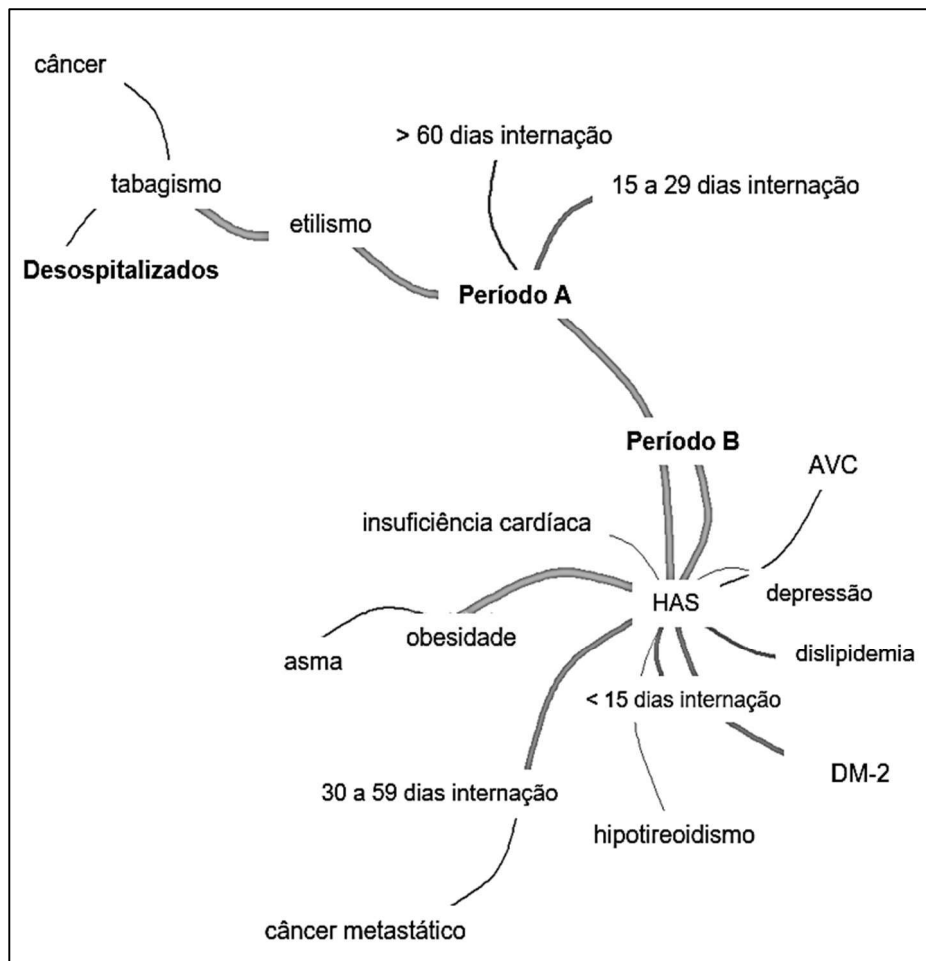 câncer
> 60 dias internação
15 a 29 dias internação
tabagismo
etilismo
Desospitalizados
Período A
Período B
AVC
insuficiência cardíaca
depressão
HAS
obesidade
dislipidemia
asma
< 15 dias internação
DM-2
30 a 59 dias internação
hipotireoidismo
câncer metastático